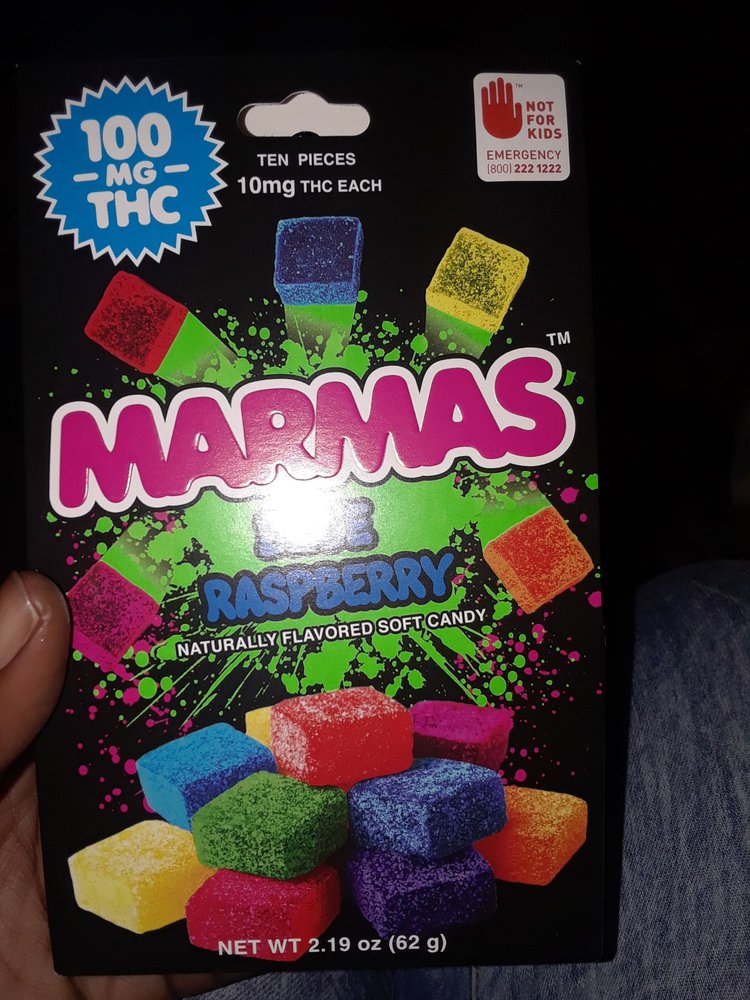 100
MG
THC
TEN PIECES
10mg THC EACH
TM
NOT
FOR
KIDS
EMERGENCY
(800) 222 1222
MARMAS
TM
RASPBERRY
NATURALLY FLAVORED SOFT CANDY
NET WT 2.19 oz (62 g)